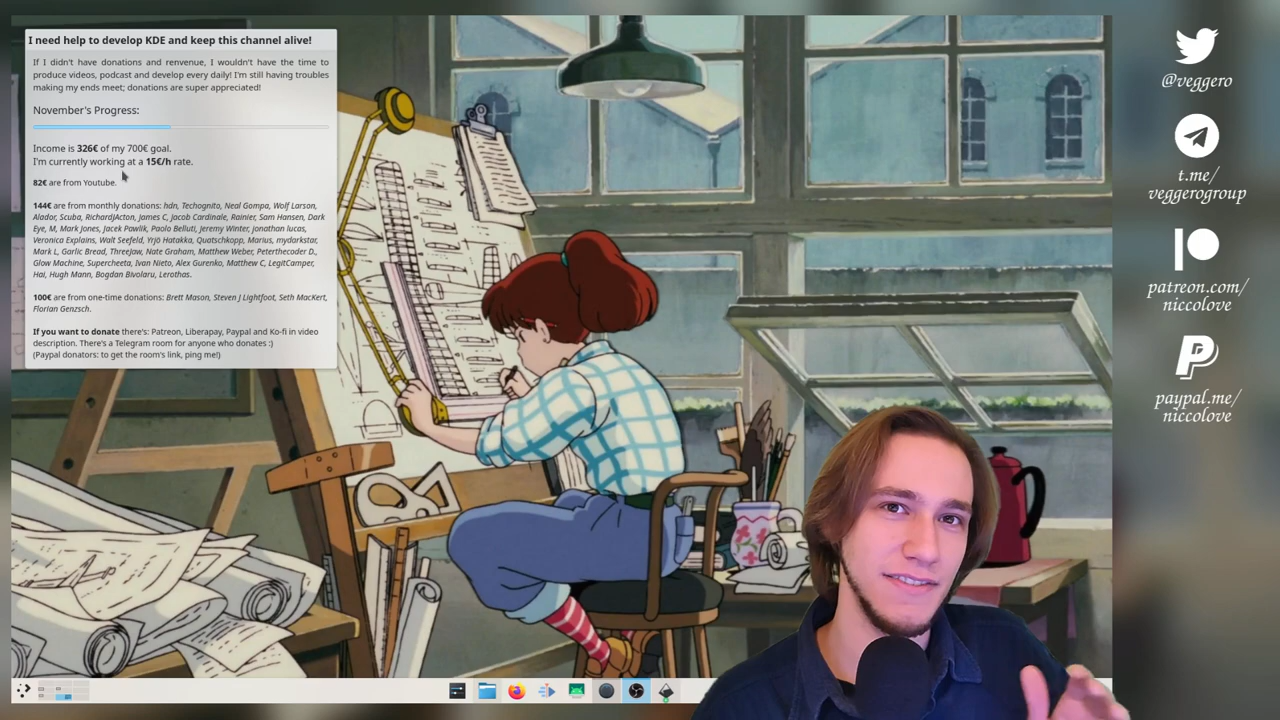 I need help to develop KDE and keep this channel alive!
If I didn't have donations and renvenue, I wouldn't have the time to
produce videos, podcast and develop every daily! I'm still having troubles
making my ends meet; donations are super appreciated!
November's Progress:
Income is 326€ of my 700€ goal.
I'm currently working at a 15€/h rate.
82€ are from Youtube.
144€ are from monthly donations: hdn, Techognito, Neal Gompa, Wolf Larson,
Alador, Scuba, RichardJActon, James C, Jacob Cardinale, Rainier, Sam Hansen, Dark
Eye, M, Mark Jones, Jacek Pawlik, Paolo Belluti, Jeremy Winter, Jonathan lucas,
Veronica Explains, Walt Seefeld, Yrjö Hatakka, Quatschkopp, Marius, mydarkstar,
Mark L, Garlic Bread, ThreeJaw, Nate Graham, Matthew Weber, Peterthecoder D.,
Glow Machine, Supercheeta, Ivan Nieto, Alex Gurenko, Matthew C, LegitCamper,
Hal, Hugh Mann, Bogdan Bivolaru, Lerothas.
100€ are from one-time donations: Brett Mason, Steven J Lightfoot, Seth MacKert,
Florian Genzsch.
If you want to donate there's: Patreon, Liberapay, Paypal and Ko-fi in video
description. There's a Telegram room for anyone who donates :)
(Paypal donators: to get the room's link, ping me!)
@veggero
t.me/
veggerogroup
patreon.com/
niccolove
paypal.me/
niccolove